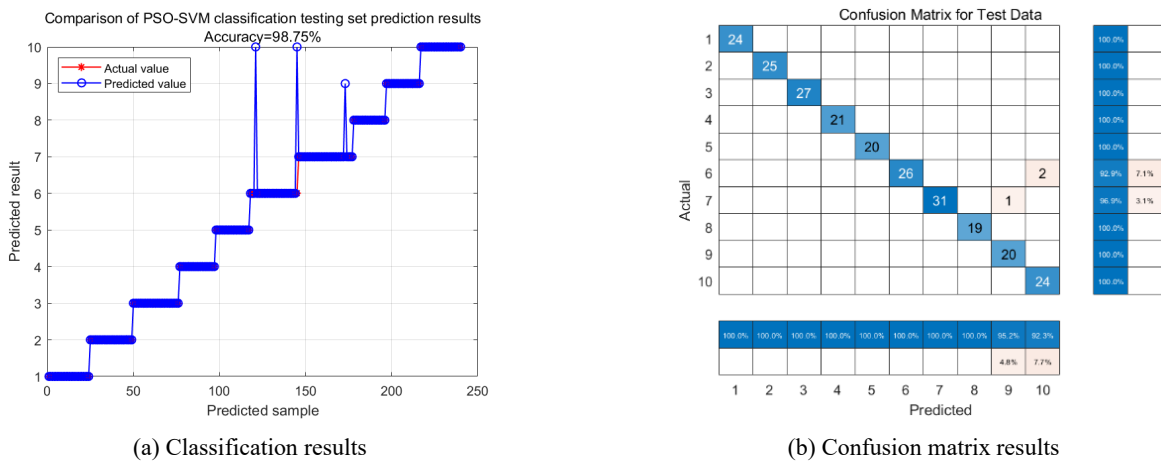 Comparison of PSO-SVM classification testing set prediction results
Accuracy=98.75%
Actual value
Predicted value
Predicted result
10
9
8
7
6
5
4
3
2
1
0 50 100 150 200 250
Predicted sample
(a) Classification results
Confusion Matrix for Test Data
Actual
1 24 100.0%
2 25 100.0%
3 27 100.0%
4 21 100.0%
5 20 100.0%
6 26 2 92.9% 7.1%
7 31 1 96.9% 3.1%
8 19 100.0%
9 20 100.0%
10 24 100.0%
100.0% 100.0% 100.0% 100.0% 100.0% 100.0% 100.0% 100.0% 95.2% 92.3%
4.8% 7.7%
1 2 3 4 5 6 7 8 9 10
Predicted
(b) Confusion matrix results